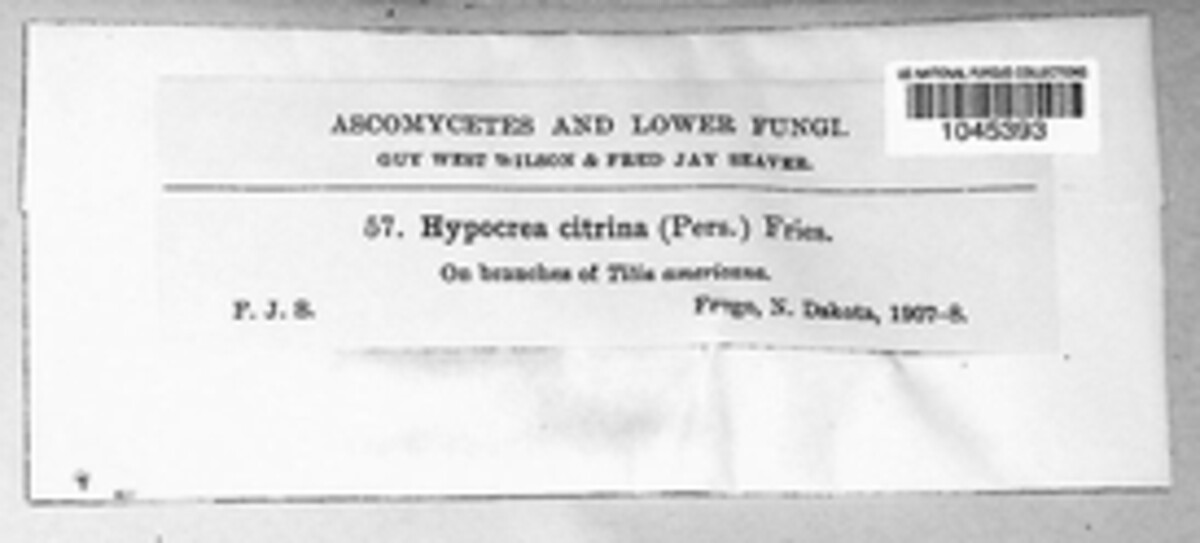 US NATIONAL FUNGUS COLLECTIONS
1045393
ASCOMYCETES AND LOWER FUNGI.
GUY WEST WILSON & FRED JAY SEAVER.
57. Hypocrea citrina (Pers.) Fries.
On branches of Tilia americana.
F. J. S.
Fargo, N. Dakota, 1907-8.